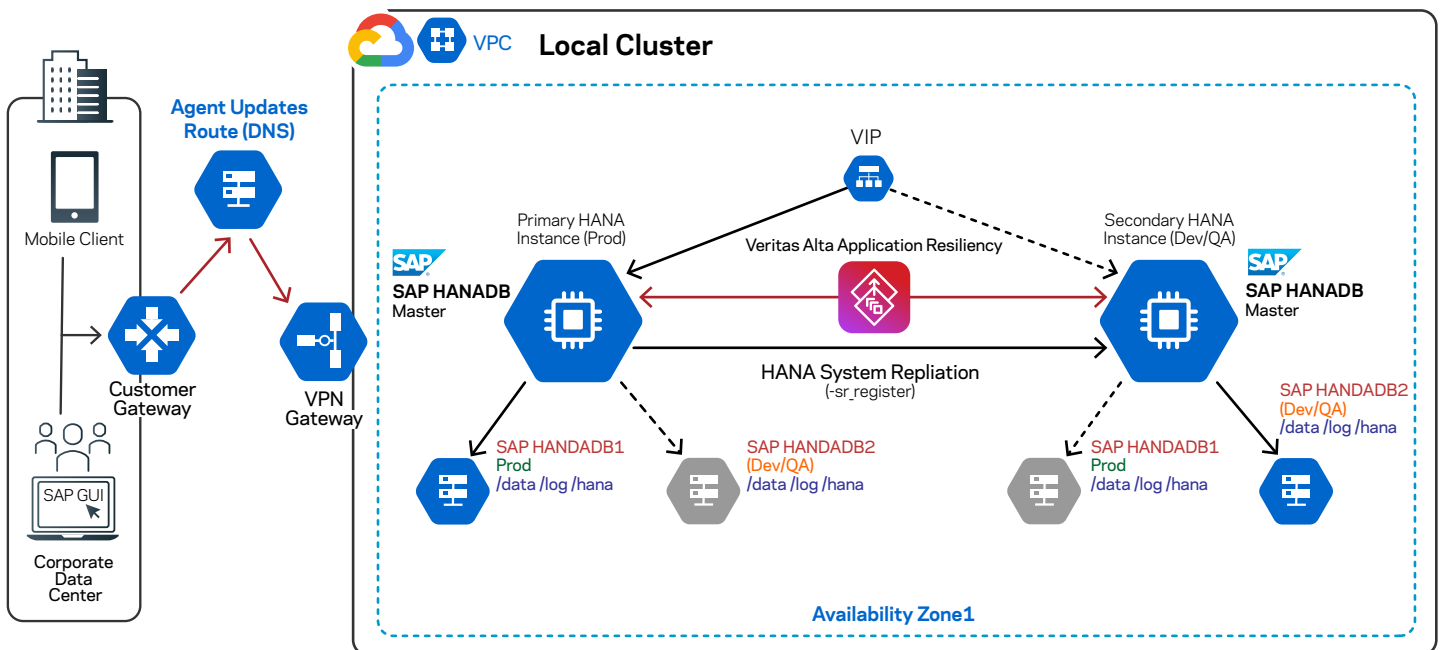 VPC
Local Cluster
Agent Updates
Route (DNS)
Mobile Client
Customer
Gateway
VPN
Gateway
SAP GUI
Corporate
Data
Center
VIP
Primary HANA
Instance (Prod)
Secondary HANA
Instance (Dev/QA)
Veritas Alta Application Resiliency
SAP
SAP HANADB
Master
SAP
SAP HANADB
Master
HANA System Repliation
(-sr_register)
SAP HANDADB1
Prod
/data /log /hana
SAP HANDADB2
(Dev/QA)
/data /log /hana
SAP HANDADB1
Prod
/data /log /hana
SAP HANDADB2
(Dev/QA)
/data /log /hana
Availability Zone1